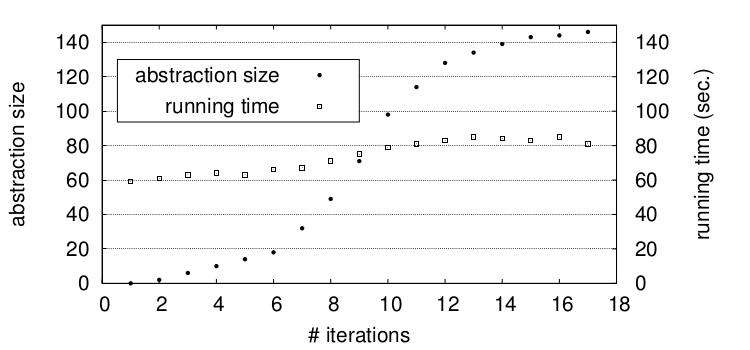 140 140
120 120
100 100
80 80
60 60
40 40
20 20
0 0
abstraction size
running time
abstraction size
running time (sec.)
0 2 4 6 8 10 12 14 16 18
# iterations